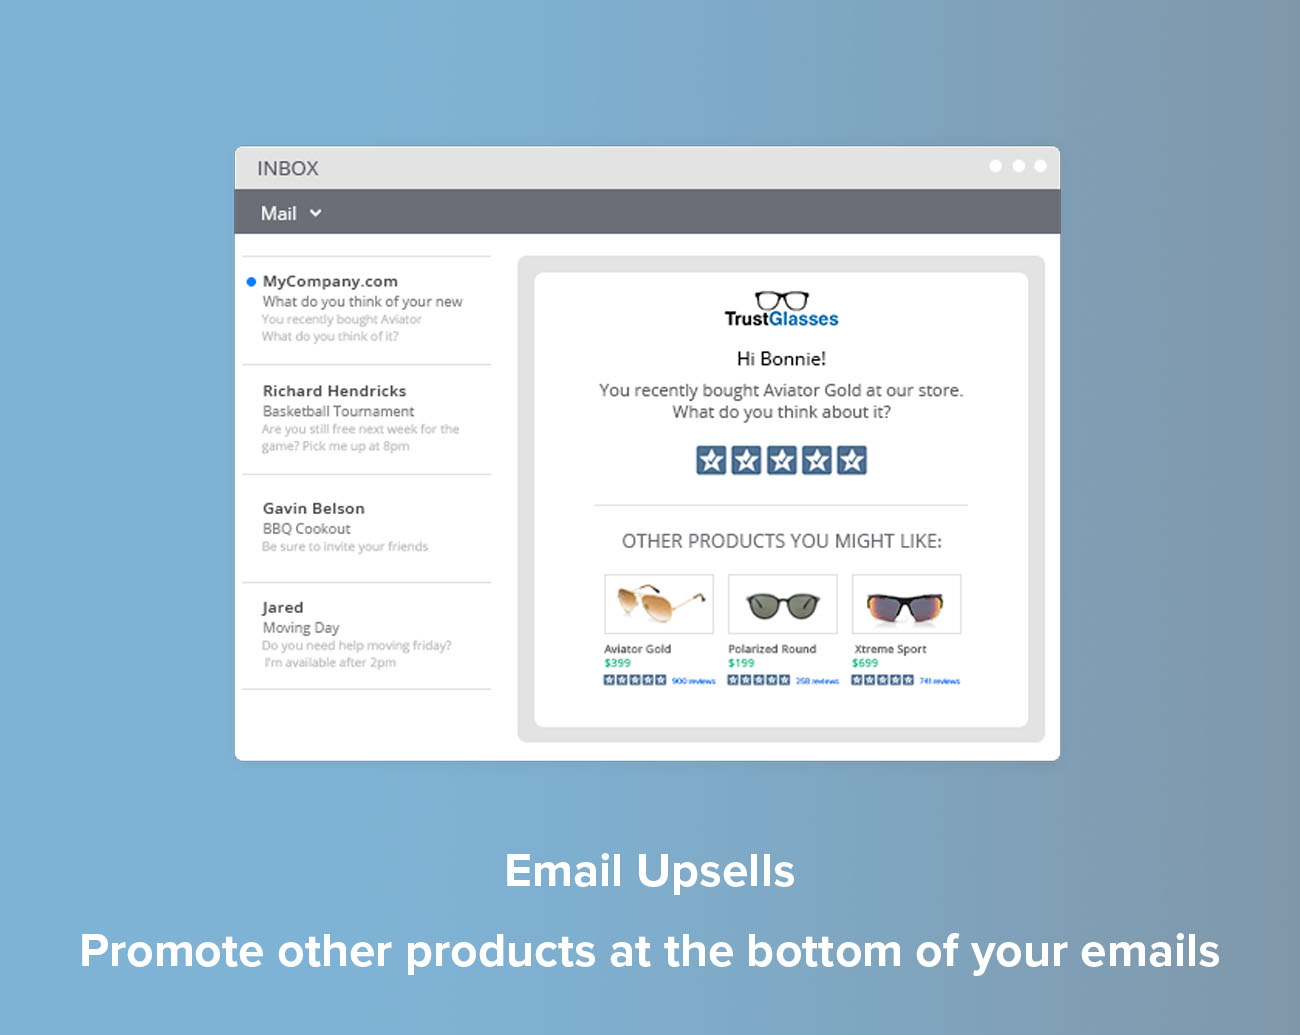 INBOX
Mail
MyCompany.com
What do you think of your new
You recently bought Aviator
What do you think of it?
Richard Hendricks
Basketball Tournament
Are you still free next week for the
game? Pick me up at 8pm
Gavin Belson
BBQ Cookout
Be sure to invite your friends
Jared
Moving Day
Do you need help moving friday?
I'm available after 2pm
TrustGlasses
Hi Bonnie!
You recently bought Aviator Gold at our store.
What do you think about it?
OTHER PRODUCTS YOU MIGHT LIKE:
Aviator Gold
$399
900 reviews
Polarized Round
$199
258 reviews
Xtreme Sport
$699
741 reviews
Email Upsells
Promote other products at the bottom of your emails